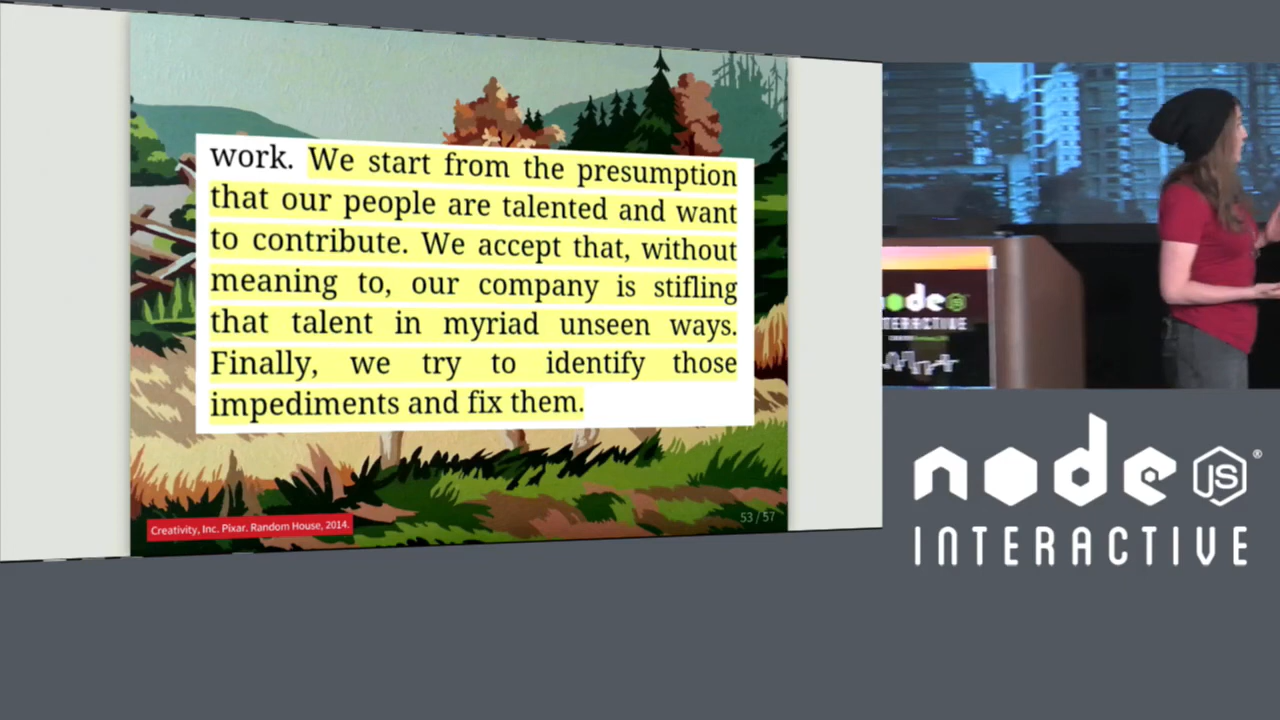 work. We start from the presumption
that our people are talented and want
to contribute. We accept that, without
meaning to, our company is stifling
that talent in myriad unseen ways.
Finally, we try to identify those
impediments and fix them.
Creativity, Inc. Pixar. Random House, 2014.
53 / 57
node
INTERACTIVE
node JS ®
INTERACTIVE